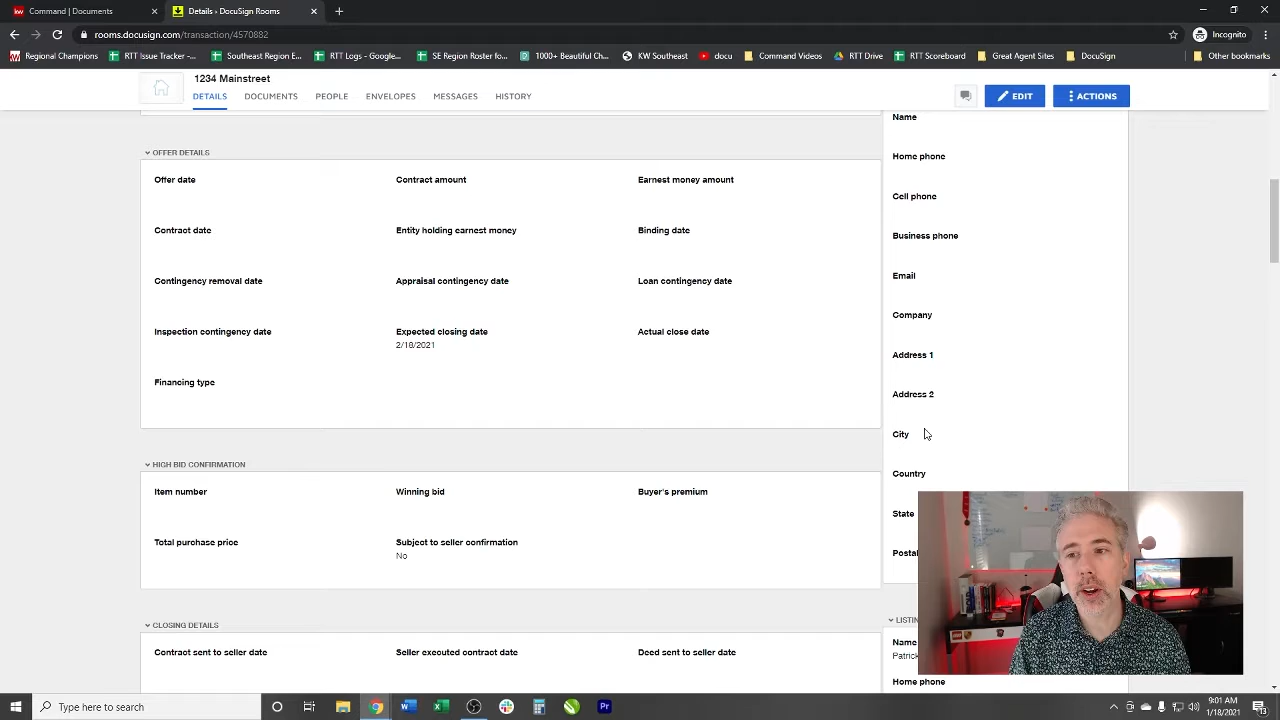 Command | Documents
Details - DocuSign Rooms
rooms.docusign.com/transaction/4570882
Incognito
Regional Champions
RTT Issue Tracker -...
Southeast Regions...
RTT Logs - Google...
SE Region Roster fo...
1000+ Beautiful Ch...
KW Southeast
docu
Command Videos
RTT Drive
RTT Scoreboard
Great Agent Sites
DocuSign
Other bookmarks
1234 Mainstreet
DETAILS
DOCUMENTS
PEOPLE
ENVELOPES
MESSAGES
HISTORY
EDIT
ACTIONS
OFFER DETAILS
Offer date
Contract amount
Earnest money amount
Contract date
Entity holding earnest money
Binding date
Contingency removal date
Appraisal contingency date
Loan contingency date
Inspection contingency date
Expected closing date
2/18/2021
Actual close date
Financing type
HIGH BID CONFIRMATION
Item number
Winning bid
Buyer's premium
Total purchase price
Subject to seller confirmation
No
CLOSING DETAILS
Contract sent to seller date
Seller executed contract date
Deed sent to seller date
Name
Home phone
Cell phone
Business phone
Email
Company
Address 1
Address 2
City
Country
State
Postal
LISTIN
Name
Patrick
Home phone
Type here to search
9:01 AM
1/18/2021